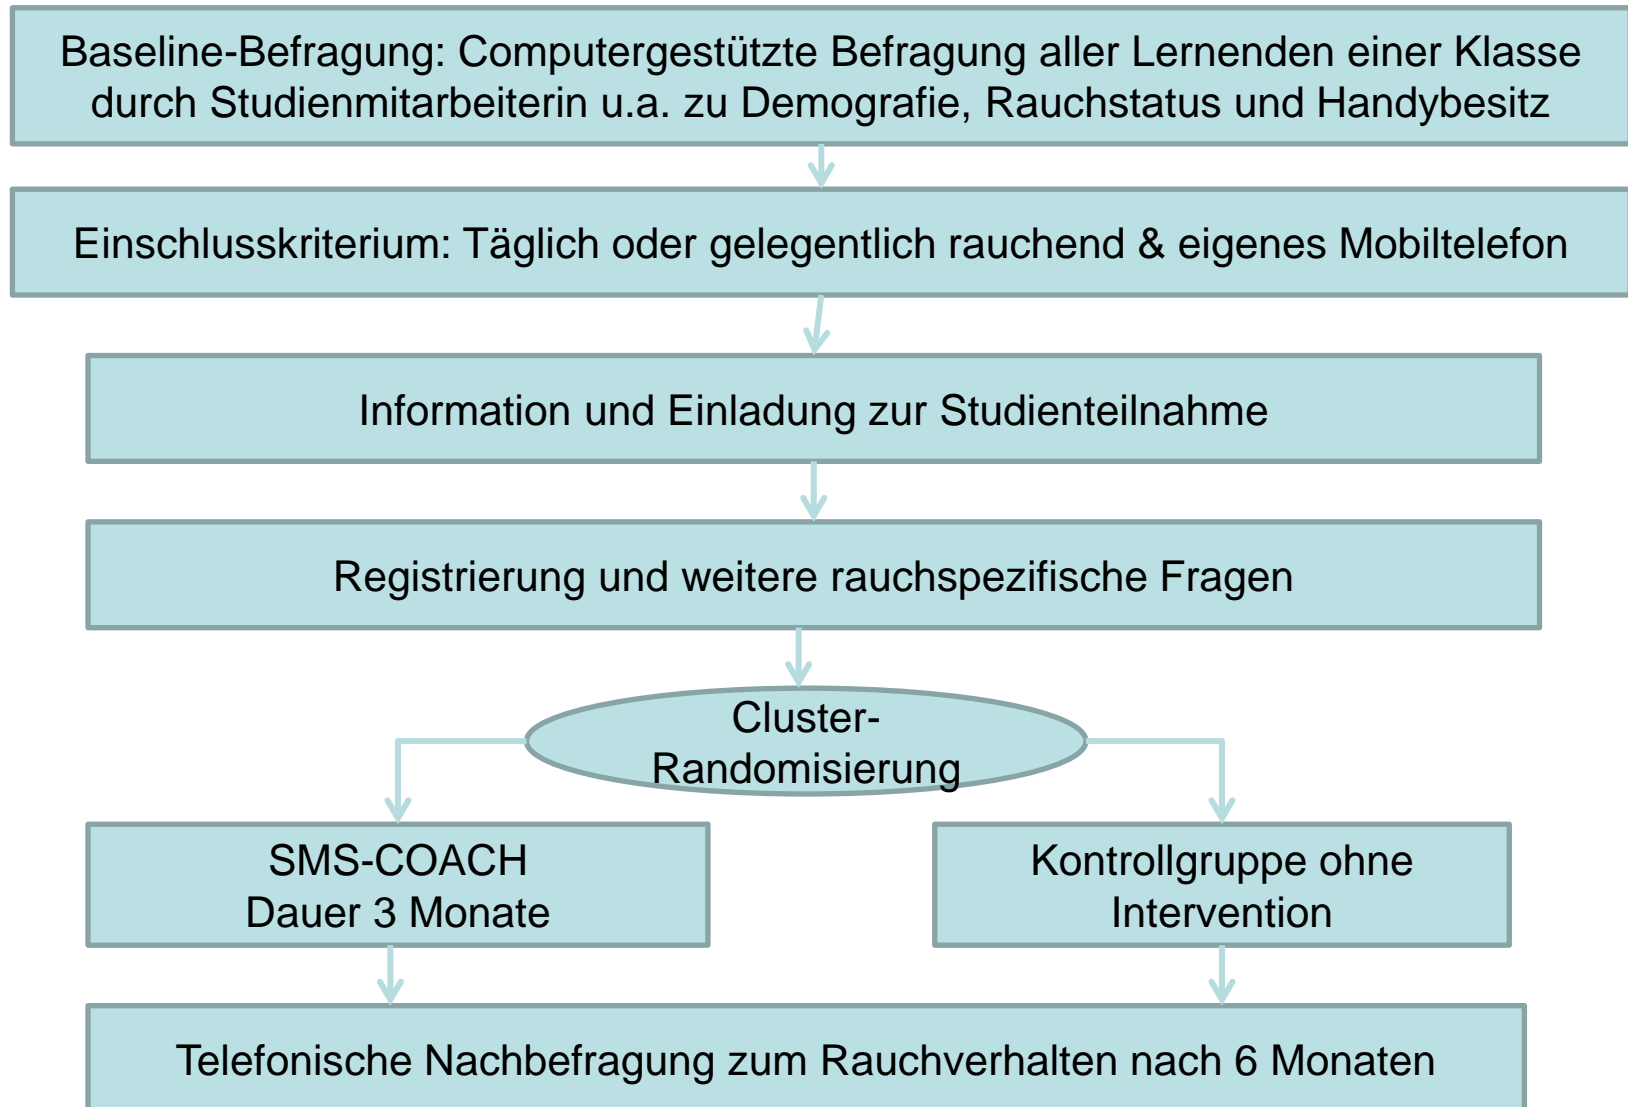 Baseline-Befragung: Computergestützte Befragung aller Lernenden einer Klasse
durch Studienmitarbeiterin u.a. zu Demografie, Rauchstatus und Handybesitz
Einschlusskriterium: Täglich oder gelegentlich rauchend & eigenes Mobiltelefon
Information und Einladung zur Studienteilnahme
Registrierung und weitere rauchspezifische Fragen
Cluster-
Randomisierung
SMS-COACH
Dauer 3 Monate
Kontrollgruppe ohne
Intervention
Telefonische Nachbefragung zum Rauchverhalten nach 6 Monaten